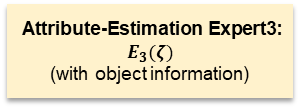 Attribute-Estimation Expert3:
E₃(ζ)
(with object information)